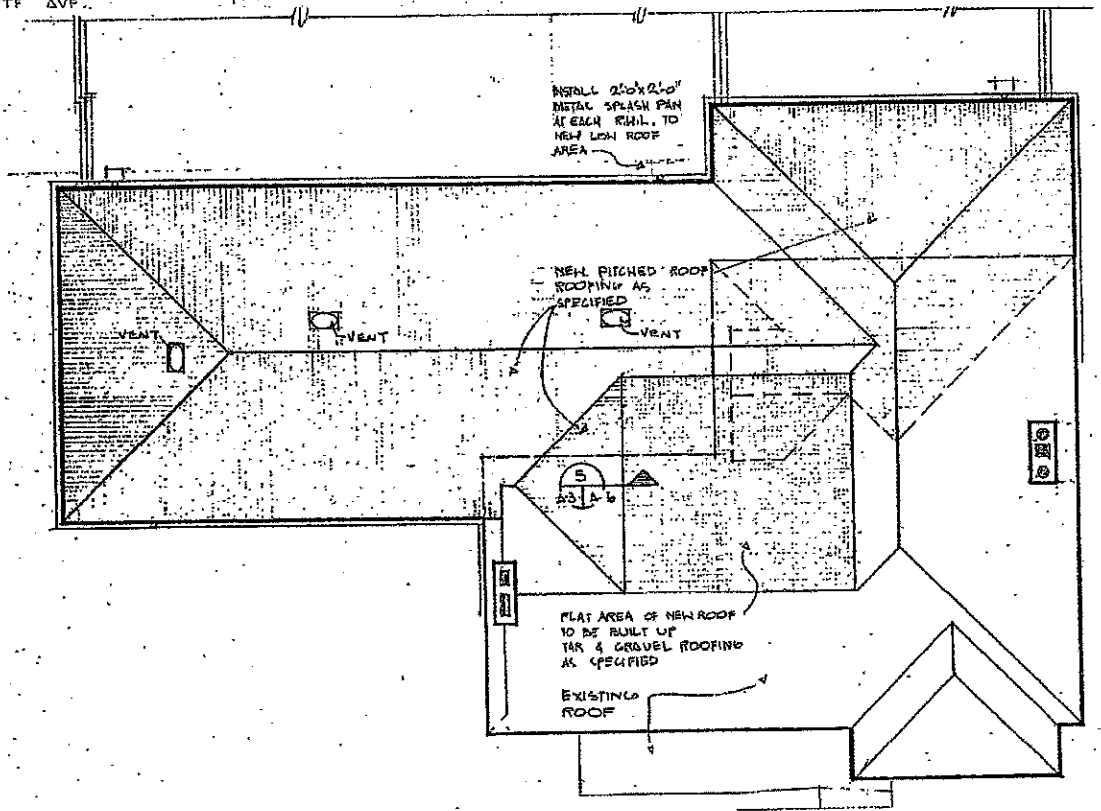 AVE.
INSTALL 2'-0" x 2'-0"
METAL SPLASH PAN
AT EACH R.W.L. TO
NEW LOW ROOF
AREA
NEW PITCHED ROOF
ROOFING AS
SPECIFIED
VENT
VENT
VENT
5
A3 A-6
FLAT AREA OF NEW ROOF
TO BE BUILT UP
TAR & GRAVEL ROOFING
AS SPECIFIED
EXISTING
ROOF